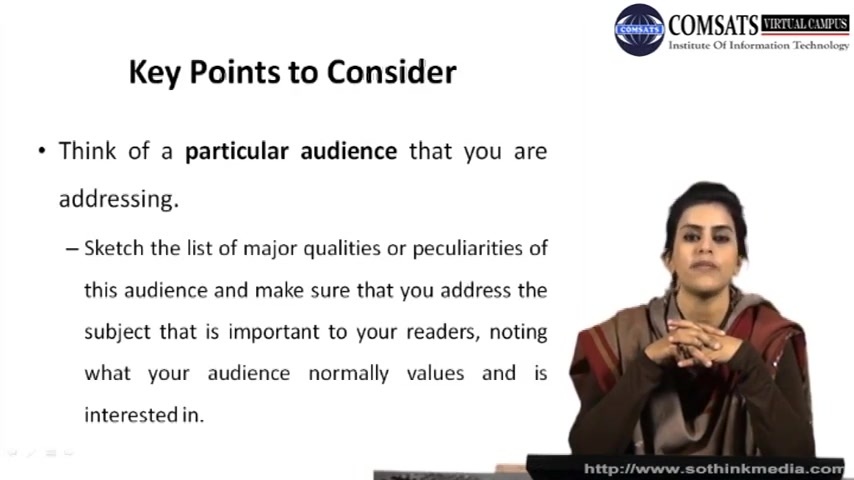 COMSATS VIRTUAL CAMPUS
Institute Of Information Technology
COMSATS
Key Points to Consider
• Think of a particular audience that you are
addressing.
– Sketch the list of major qualities or peculiarities of
this audience and make sure that you address the
subject that is important to your readers, noting
what your audience normally values and is
interested in.
http://www.sothinkmedia.com